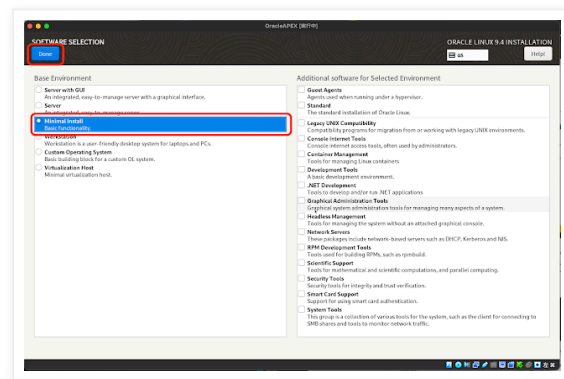 OracleAPEX [実行中]
SOFTWARE SELECTION
ORACLE LINUX 9.4 INSTALLATION
Done
us
Help!
Base Environment
Server with GUI
An integrated, easy-to-manage server with a graphical interface.
Server
An integrated, easy-to-manage server.
Minimal Install
Basic functionality.
Workstation
Workstation is a user-friendly desktop system for laptops and PCs.
Custom Operating System
Basic building block for a custom OL system.
Virtualization Host
Minimal virtualization host.
Additional software for Selected Environment
Guest Agents
Agents used when running under a hypervisor.
Standard
The standard installation of Oracle Linux.
Legacy UNIX Compatibility
Compatibility programs for migration from or working with legacy UNIX environments.
Console Internet Tools
Console internet access tools, often used by administrators.
Container Management
Tools for managing Linux containers
Development Tools
A basic development environment.
.NET Development
Tools to develop and/or run .NET applications
Graphical Administration Tools
Graphical system administration tools for managing many aspects of a system.
Headless Management
Tools for managing the system without an attached graphical console.
Network Servers
These packages include network-based servers such as DHCP, Kerberos and NIS.
RPM Development Tools
Tools used for building RPMs, such as rpmbuild.
Scientific Support
Tools for mathematical and scientific computations, and parallel computing.
Security Tools
Security tools for integrity and trust verification.
Smart Card Support
Support for using smart card authentication.
System Tools
This group is a collection of various tools for the system, such as the client for connecting to
SMB shares and tools to monitor network traffic.